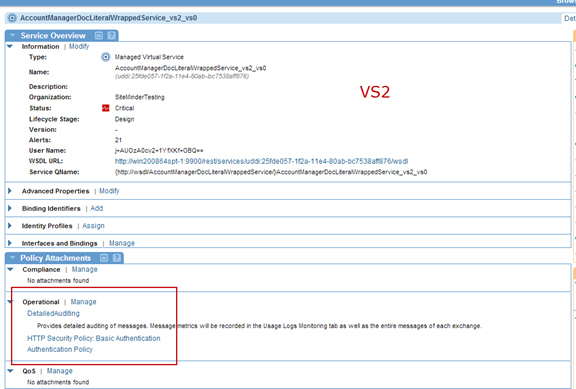 Brows
AccountManagerDocLiteralWrappedService_vs2_vs0
Det
Service Overview
Information | Modify
Type: Managed Virtual Service
Name: AccountManagerDocLiteralWrappedService_vs2_vs0
(uddi:25fde057-1f2a-11e4-80ab-bc7538aff876)
Description:
Organization: SiteMinderTesting
Status: Critical
Lifecycle Stage: Design
Version: -
Alerts: 21
User Name: j+AUOzA0cv2+1YfXKf+OBQ==
WSDL URL: http://win200864spt-1:9900/rest/services/uddi:25fde057-1f2a-11e4-80ab-bc7538aff876/wsdl
Service QName: {http://wsdl/AccountManagerDocLiteralWrappedService/}AccountManagerDocLiteralWrappedService_vs2_vs0
VS2
Advanced Properties | Modify
Binding Identifiers | Add
Identity Profiles | Assign
Interfaces and Bindings | Manage
Policy Attachments
Compliance | Manage
No attachments found
Operational | Manage
DetailedAuditing
Provides detailed auditing of messages. Message metrics will be recorded in the Usage Logs Monitoring tab as well as the entire messages of each exchange.
HTTP Security Policy: Basic Authentication
Authentication Policy
QoS | Manage
No attachments found